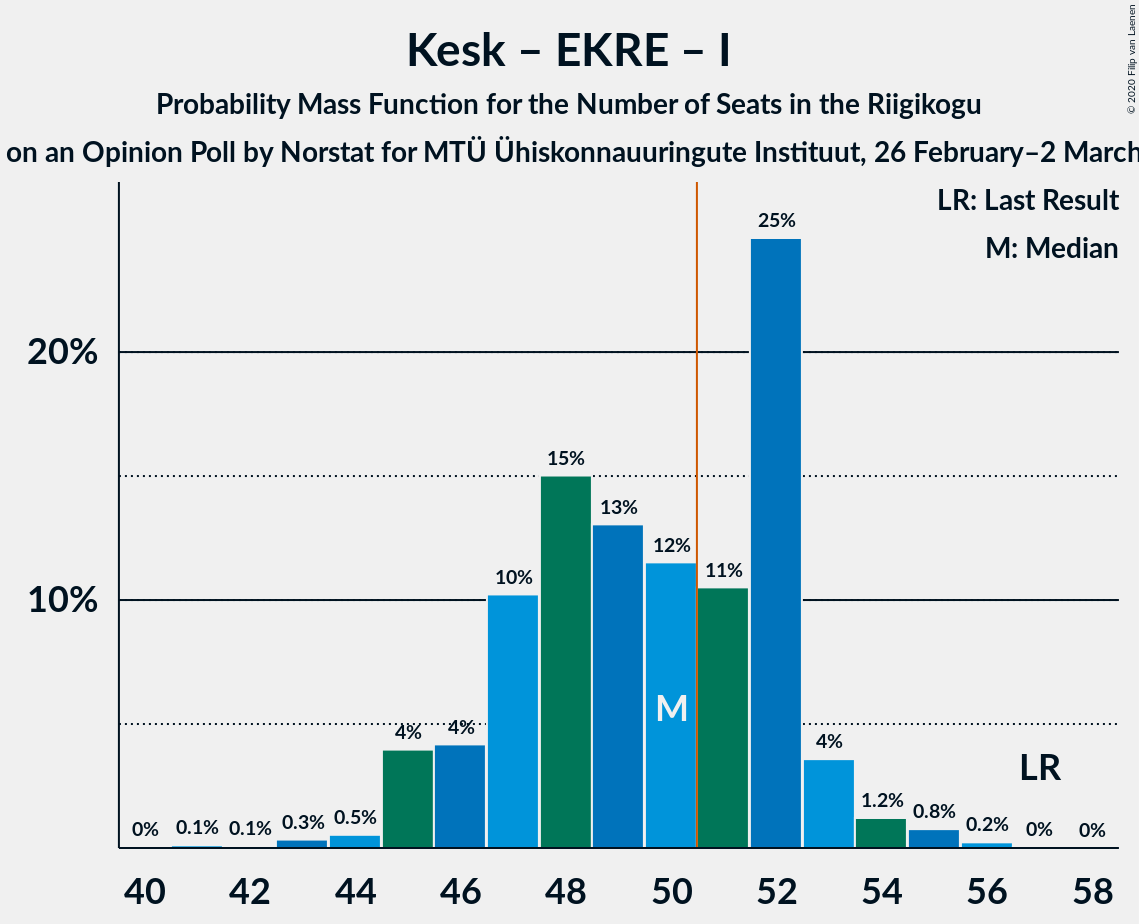 Kesk – EKRE – I
Probability Mass Function for the Number of Seats in the Riigikogu
on an Opinion Poll by Norstat for MTÜ Ühiskonnauuringute Instituut, 26 February–2 March
© 2020 Filip van Laenen
LR: Last Result
M: Median
25%
20%
15%
13%
12%
11%
10%
10%
M
4%
4%
4%
LR
0%
0.1%
0.1%
0.3%
0.5%
1.2%
0.8%
0.2%
0%
0%
40 42 44 46 48 50 52 54 56 58